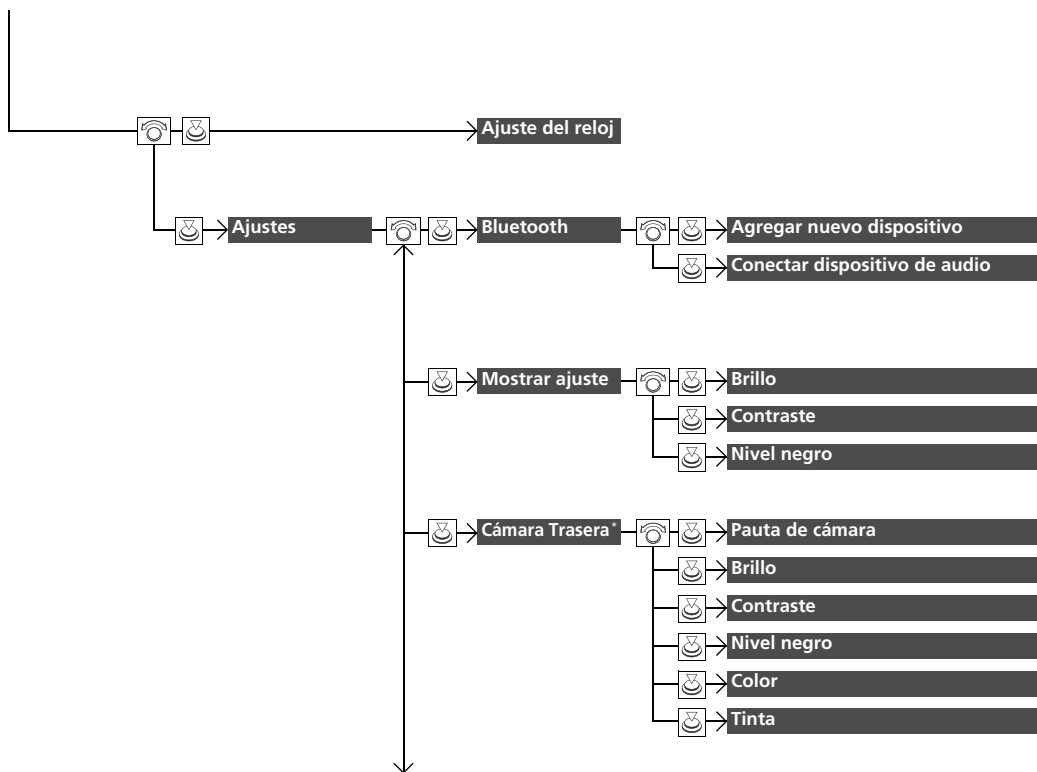 Ajuste del reloj
Ajustes
Bluetooth
Agregar nuevo dispositivo
Conectar dispositivo de audio
Mostrar ajuste
Brillo
Contraste
Nivel negro
Cámara Trasera*
Pauta de cámara
Brillo
Contraste
Nivel negro
Color
Tinta